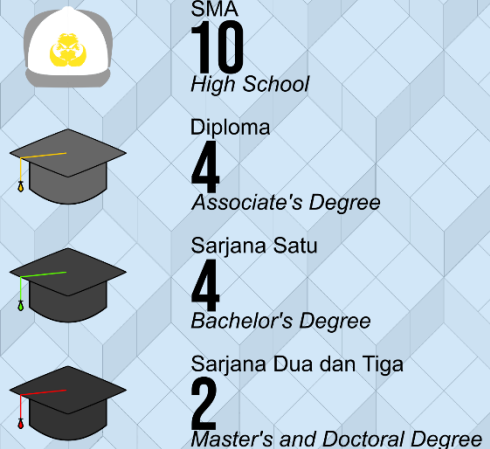 SMA
10
High School
Diploma
4
Associate's Degree
Sarjana Satu
4
Bachelor's Degree
Sarjana Dua dan Tiga
2
Master's and Doctoral Degree